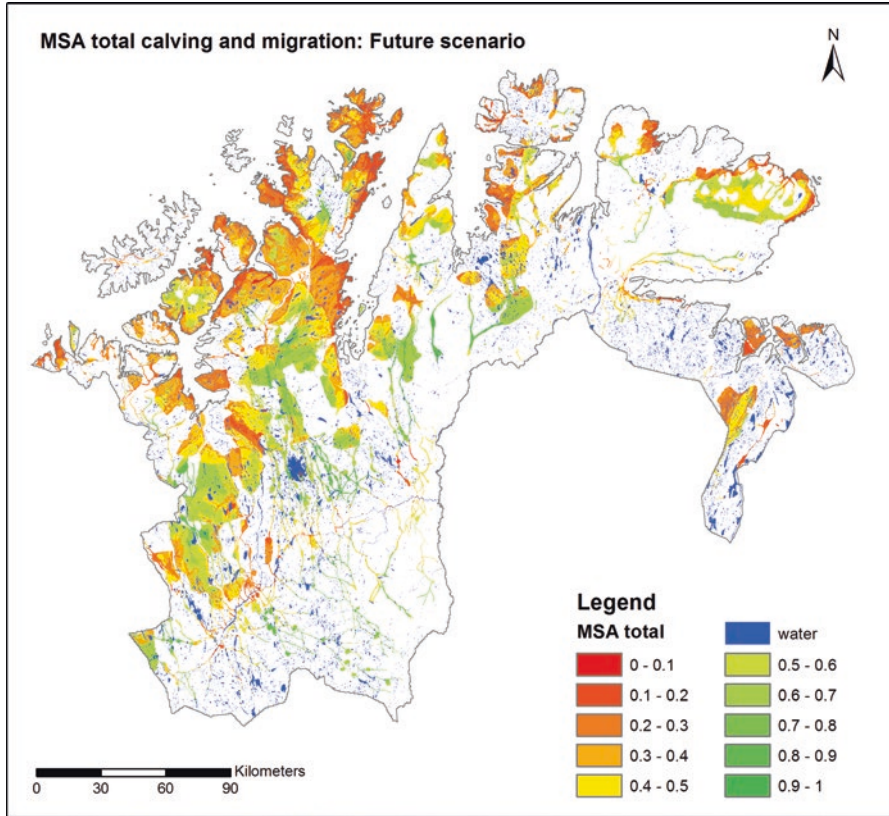 MSA total calving and migration: Future scenario
N
Legend
MSA total
water
0 - 0.1
0.1 - 0.2
0.2 - 0.3
0.3 - 0.4
0.4 - 0.5
0.5 - 0.6
0.6 - 0.7
0.7 - 0.8
0.8 - 0.9
0.9 - 1
Kilometers
0 30 60 90